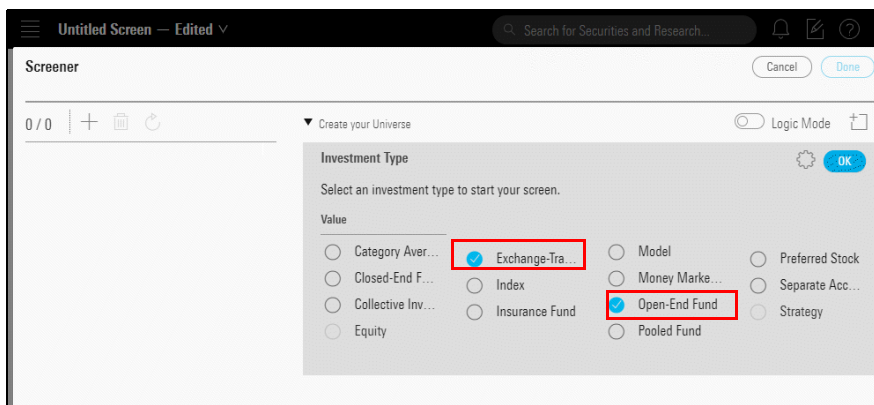 Untitled Screen — Edited
Search for Securities and Research...
Screener
Cancel
Done
0 / 0
Create your Universe
Logic Mode
Investment Type
OK
Select an investment type to start your screen.
Value
Category Aver...
Closed-End F...
Collective Inv...
Equity
Exchange-Tra...
Index
Insurance Fund
Model
Money Marke...
Open-End Fund
Pooled Fund
Preferred Stock
Separate Acc...
Strategy